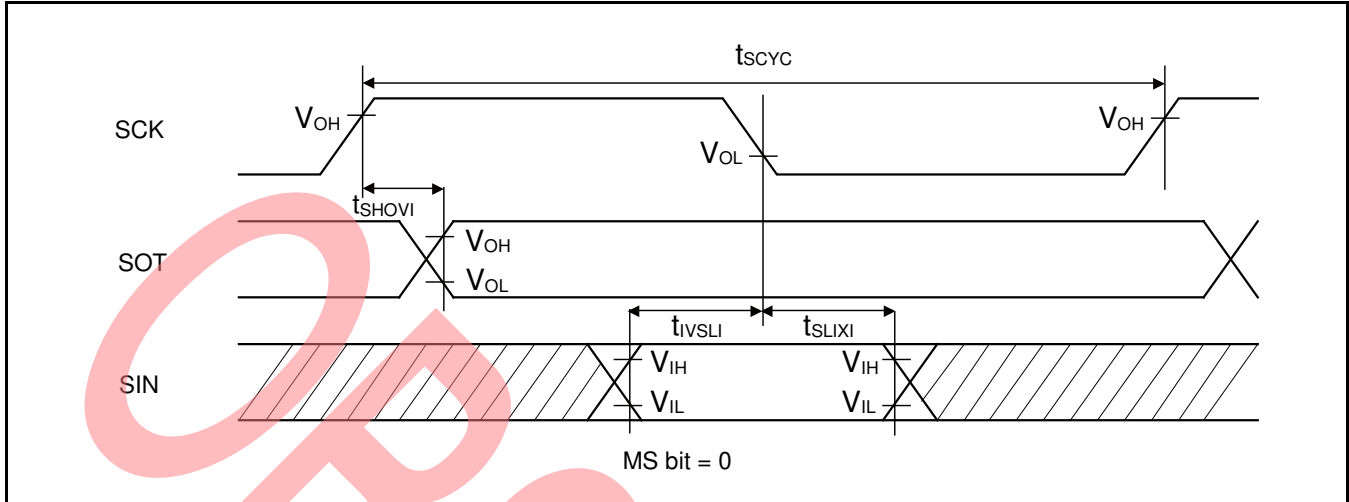 tSCYC
SCK
VOH
VOL
VOH
tSHOVI
SOT
VOH
VOL
tIVSLI
tSLIXI
SIN
VIH
VIL
VIH
VIL
MS bit = 0